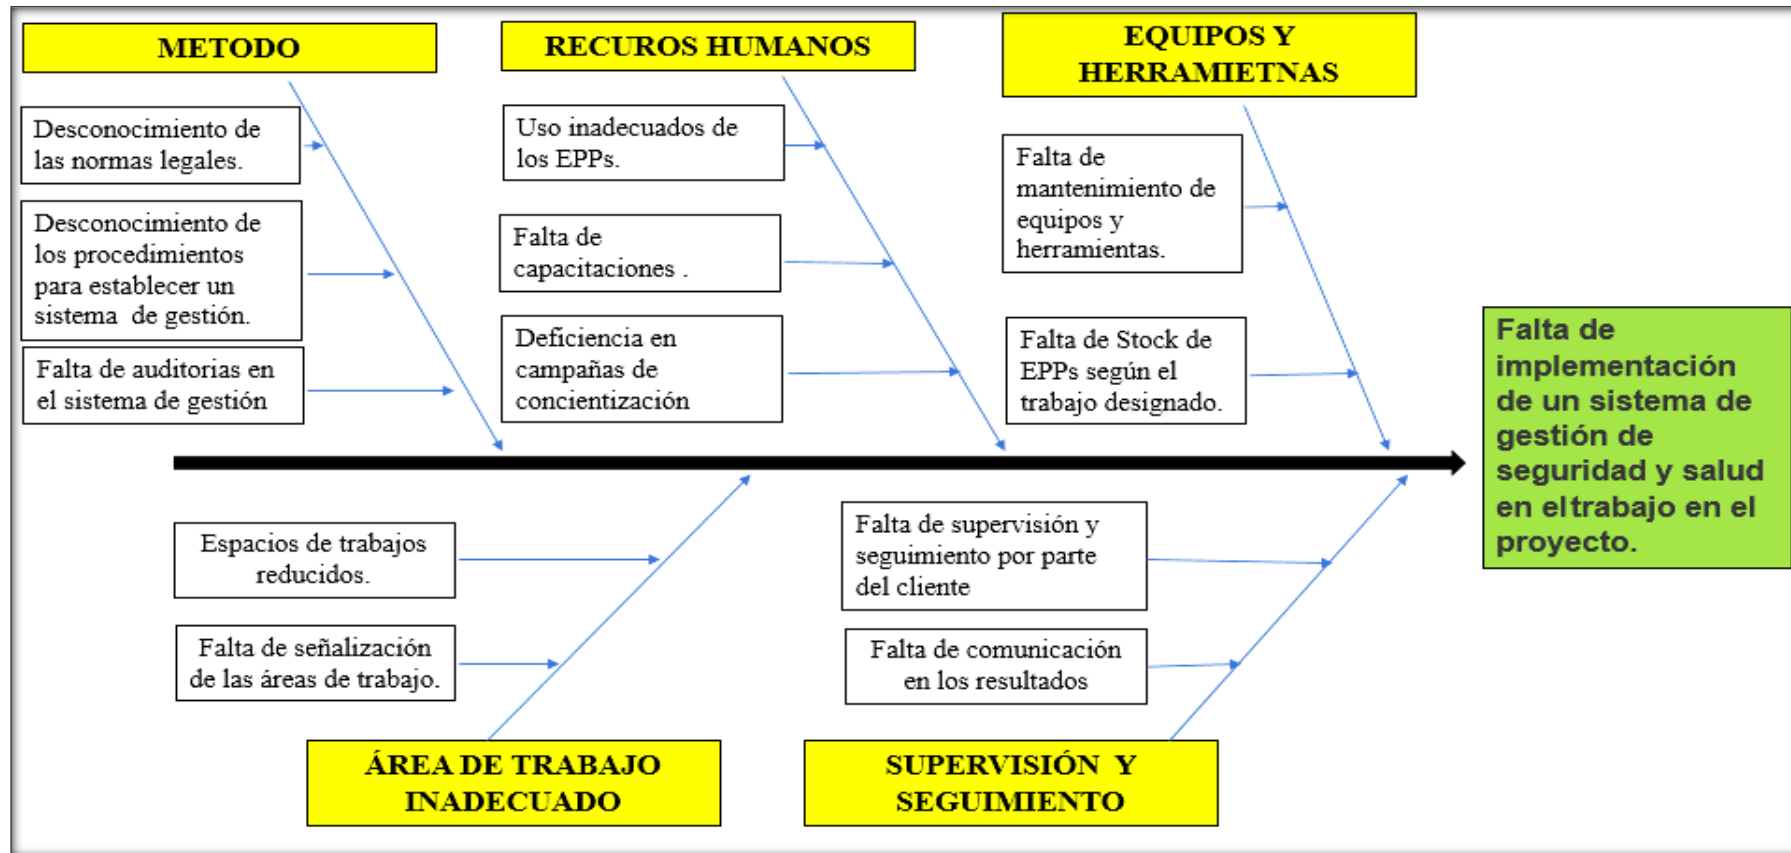 METODO
RECUROS HUMANOS
EQUIPOS Y
HERRAMIETNAS
Desconocimiento de
las normas legales.
Desconocimiento de
los procedimientos
para establecer un
sistema de gestión.
Falta de auditorias en
el sistema de gestión
Uso inadecuados de
los EPPs.
Falta de
capacitaciones .
Deficiencia en
campañas de
concientización
Falta de
mantenimiento de
equipos y
herramientas.
Falta de Stock de
EPPs según el
trabajo designado.
Falta de
implementación
de un sistema de
gestión de
seguridad y salud
en el trabajo en el
proyecto.
Espacios de trabajos
reducidos.
Falta de señalización
de las áreas de trabajo.
Falta de supervisión y
seguimiento por parte
del cliente
Falta de comunicación
en los resultados
ÁREA DE TRABAJO
INADECUADO
SUPERVISIÓN Y
SEGUIMIENTO